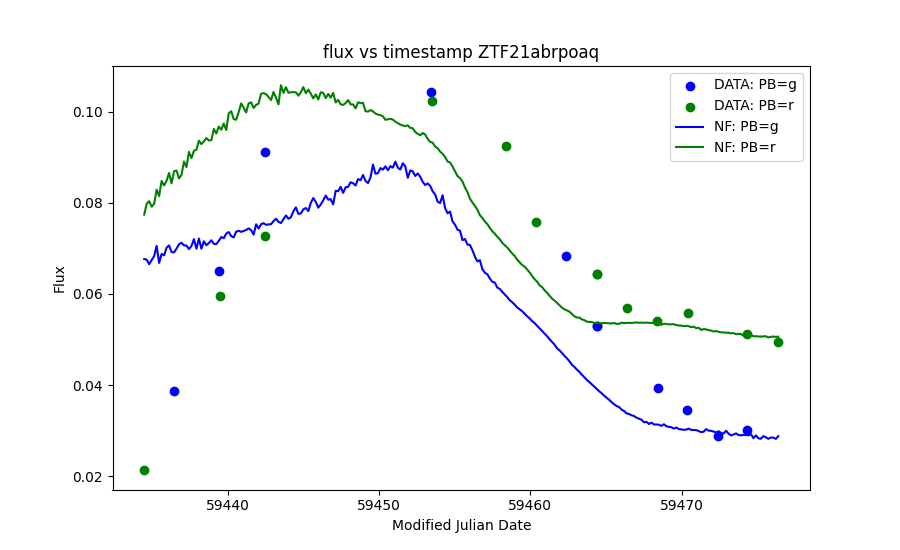 flux vs timestamp ZTF21abrpoaq
DATA: PB=g
DATA: PB=r
NF: PB=g
NF: PB=r
Flux
0.10
0.08
0.06
0.04
0.02
59440
59450
59460
59470
Modified Julian Date